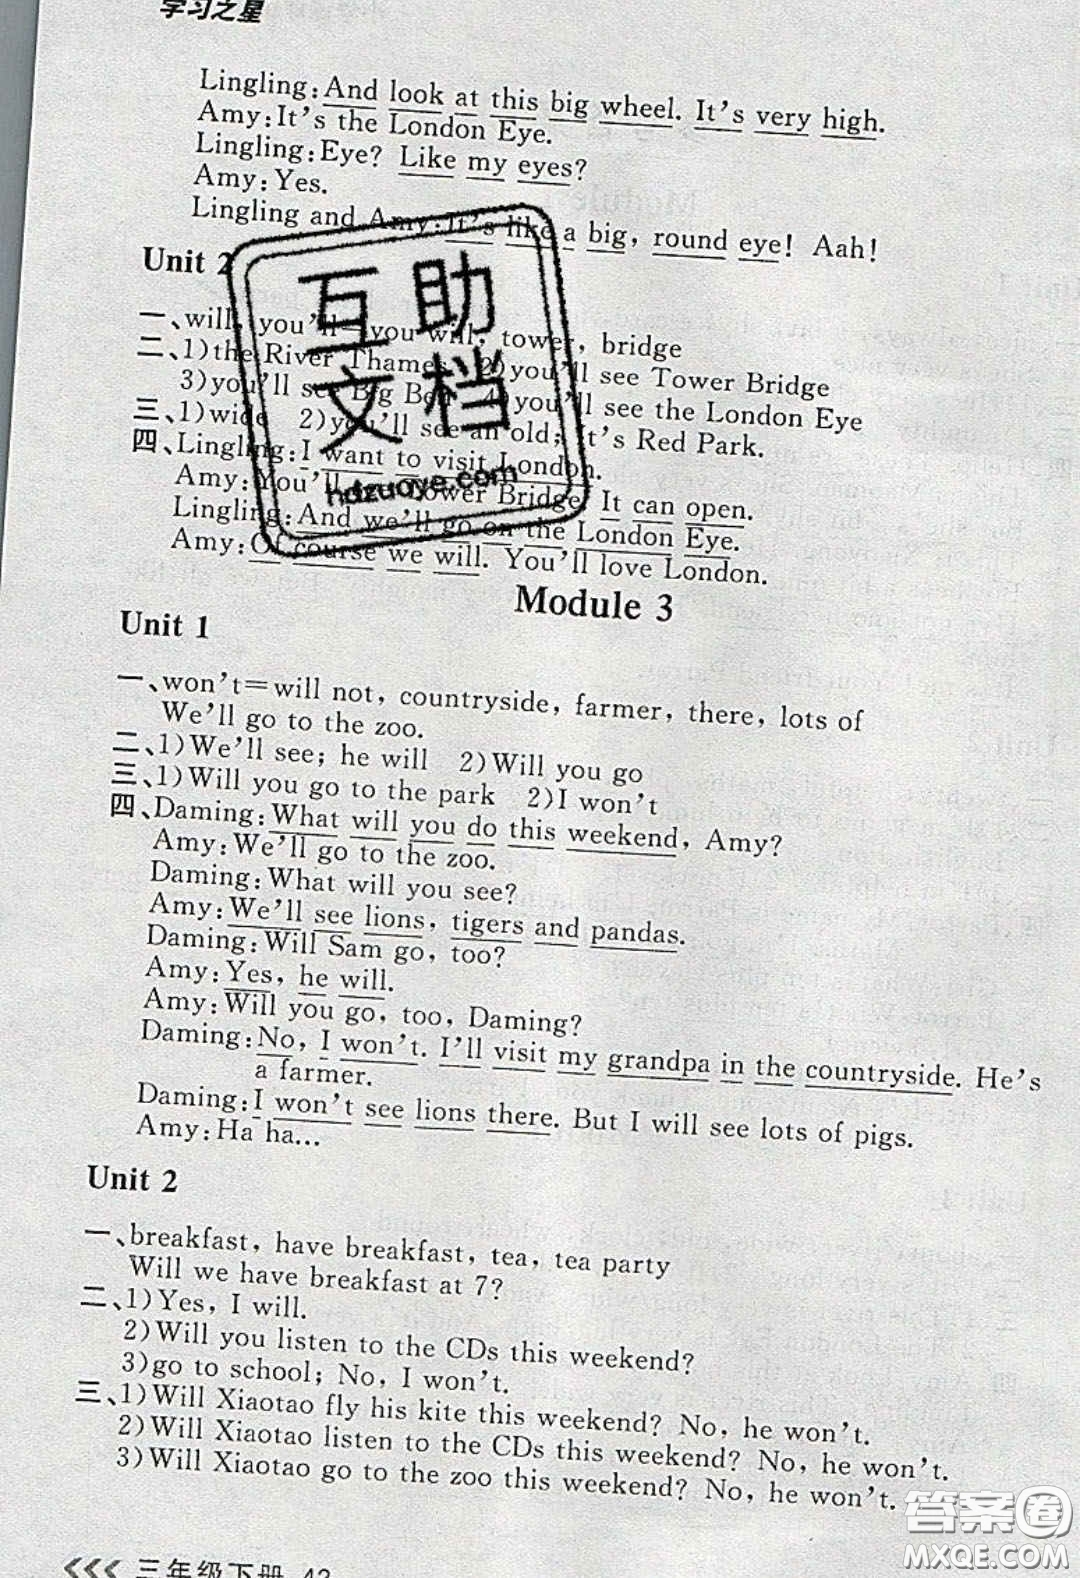 学习之星
Lingling:And look at this big wheel. It's very high.
Amy:It's the London Eye.
Lingling:Eye? Like my eyes?
Amy:Yes.
Lingling and Amy:It's like a big, round eye! Aah!
Unit 2
一、will, you'll=you will, tower, bridge
二、1)the River Thames 2)you'll see Tower Bridge
3)you'll see Big Ben 4)you'll see the London Eye
三、1)wide 2)you'll see an old; It's Red Park.
四、Lingling:I want to visit London.
Amy:You'll see Tower Bridge. It can open.
Lingling:And we'll go on the London Eye.
Amy:Of course we will. You'll love London.
互助
文档
hdzuoye.com
Module 3
Unit 1
一、won't=will not, countryside, farmer, there, lots of
We'll go to the zoo.
二、1)We'll see; he will 2)Will you go
三、1)Will you go to the park 2)I won't
四、Daming:What will you do this weekend, Amy?
Amy:We'll go to the zoo.
Daming:What will you see?
Amy:We'll see lions, tigers and pandas.
Daming:Will Sam go, too?
Amy:Yes, he will.
Amy:Will you go, too, Daming?
Daming:No, I won't. I'll visit my grandpa in the countryside. He's
a farmer.
Daming:I won't see lions there. But I will see lots of pigs.
Amy:Ha ha...
Unit 2
一、breakfast, have breakfast, tea, tea party
Will we have breakfast at 7?
二、1)Yes, I will.
2)Will you listen to the CDs this weekend?
3)go to school; No, I won't.
三、1)Will Xiaotao fly his kite this weekend? No, he won't.
2)Will Xiaotao listen to the CDs this weekend? No, he won't.
3)Will Xiaotao go to the zoo this weekend? No, he won't.
答案圈
MXQE.COM
三年级下册 42